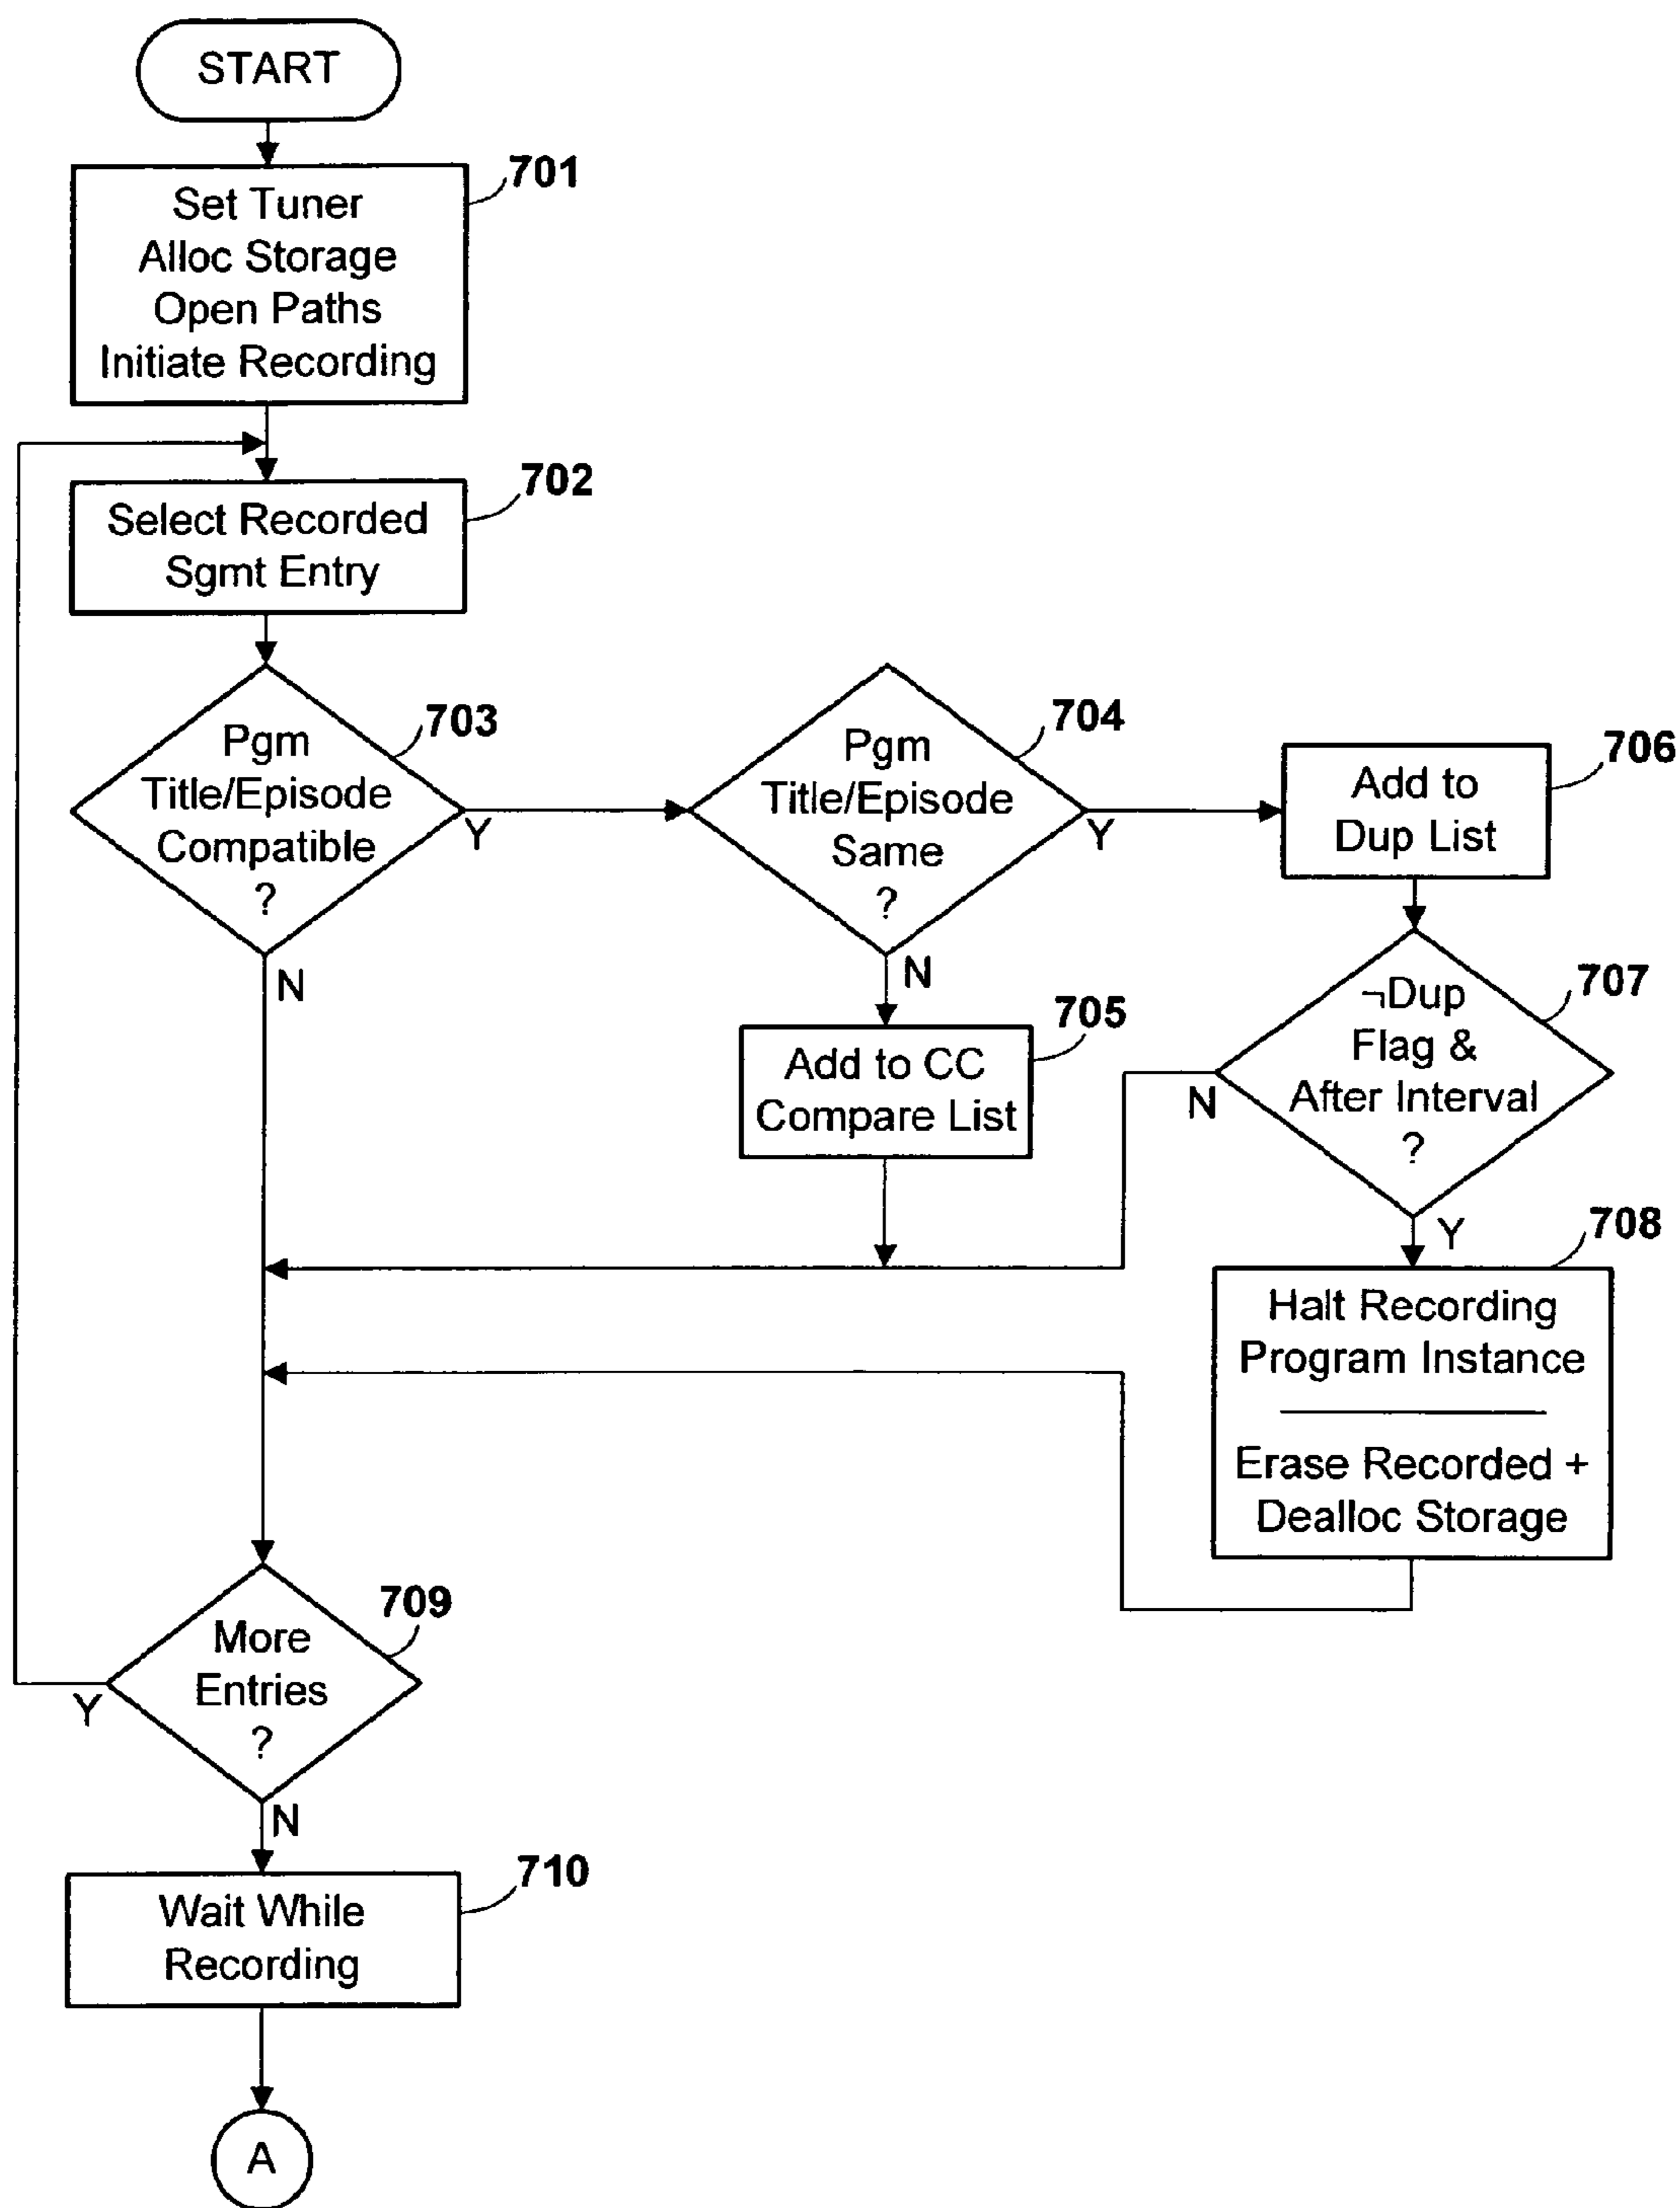 START
701
Set Tuner
Alloc Storage
Open Paths
Initiate Recording
702
Select Recorded
Sgmt Entry
703
Pgm
Title/Episode
Compatible
?
Y
N
704
Pgm
Title/Episode
Same
?
Y
N
706
Add to
Dup List
705
Add to CC
Compare List
707
¬Dup
Flag &
After Interval
?
N
Y
708
Halt Recording
Program Instance
Erase Recorded +
Dealloc Storage
709
More
Entries
?
Y
N
710
Wait While
Recording
A